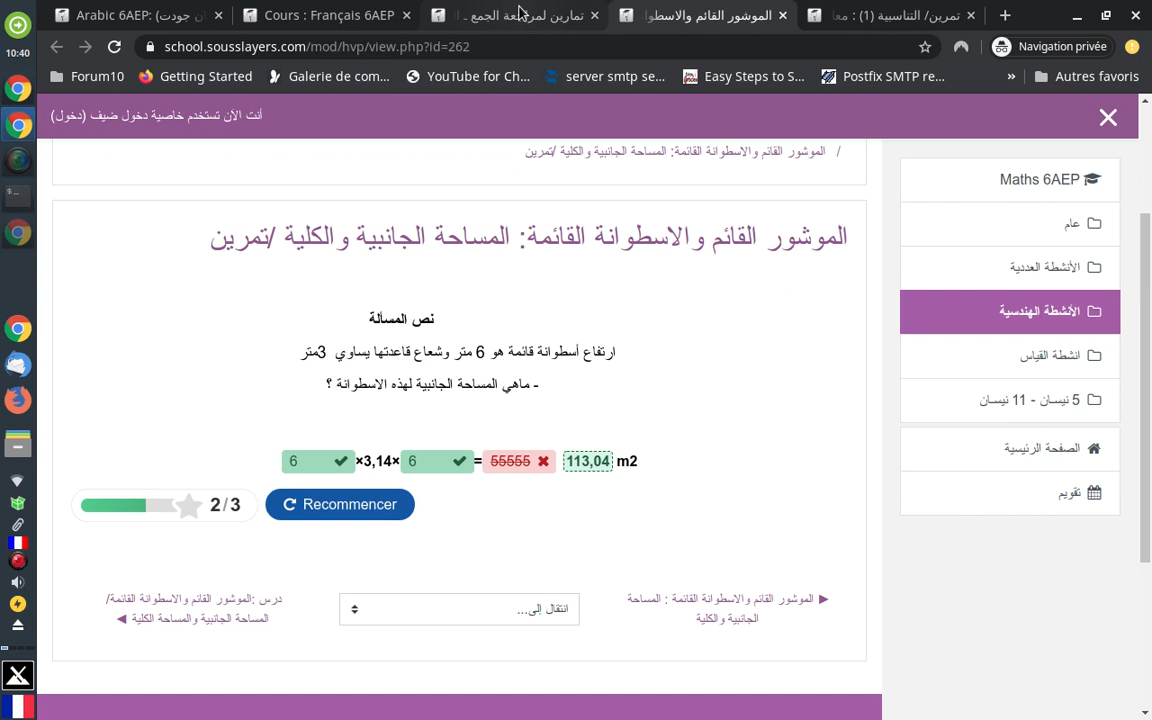 10:40
Arabic 6AEP: (ان جودت
Cours : Français 6AEP
تمارين لمراجعة الجمع ـ ال
الموشور القائم والاسطوا
تمرين/ التناسبية (1) : معا
school.sousslayers.com/mod/hvp/view.php?id=262
Navigation privée
Forum10
Getting Started
Galerie de com...
YouTube for Ch...
server smtp se...
Easy Steps to S...
Postfix SMTP re...
»
Autres favoris
أنت الآن تستخدم خاصية دخول ضيف (دخول)
/ الموشور القائم والاسطوانة القائمة: المساحة الجانبية والكلية /تمرين
الموشور القائم والاسطوانة القائمة: المساحة الجانبية والكلية /تمرين
نص المسألة
ارتفاع أسطوانة قائمة هو 6 متر وشعاع قاعدتها يساوي 3متر
- ماهي المساحة الجانبية لهذه الاسطوانة ؟
6 ×3,14× 6 = 55555 113,04 m2
2/3
Recommencer
◄ الموشور القائم والاسطوانة القائمة : المساحة
الجانبية والكلية
انتقال إلى...
درس :الموشور القائم والاسطوانة القائمة/
المساحة الجانبية والمساحة الكلية ►
Maths 6AEP
عام
الأنشطة العددية
الأنشطة الهندسية
انشطة القياس
5 نيسان - 11 نيسان
الصفحة الرئيسية
تقويم